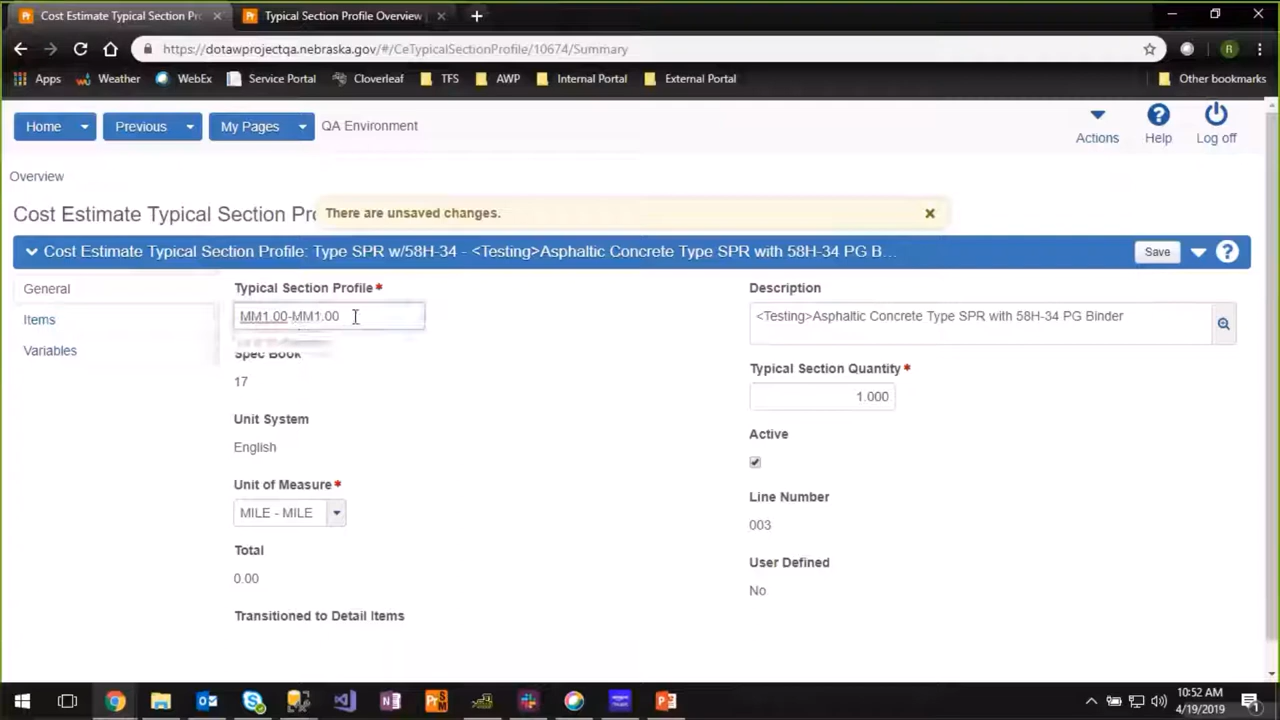 Cost Estimate Typical Section Pr
Typical Section Profile Overview
https://dotawprojectqa.nebraska.gov/#/CeTypicalSectionProfile/10674/Summary
R
Apps
Weather
WebEx
Service Portal
Cloverleaf
TFS
AWP
Internal Portal
External Portal
Other bookmarks
Home
Previous
My Pages
QA Environment
Actions
Help
Log off
Overview
Cost Estimate Typical Section Pro
There are unsaved changes.
Cost Estimate Typical Section Profile: Type SPR w/58H-34 - <Testing>Asphaltic Concrete Type SPR with 58H-34 PG B...
Save
General
Items
Variables
Typical Section Profile*
MM1.00-MM1.00
Spec Book
17
Unit System
English
Unit of Measure*
MILE - MILE
Total
0.00
Transitioned to Detail Items
Description
<Testing>Asphaltic Concrete Type SPR with 58H-34 PG Binder
Typical Section Quantity*
1.000
Active
Line Number
003
User Defined
No
10:52 AM
4/19/2019